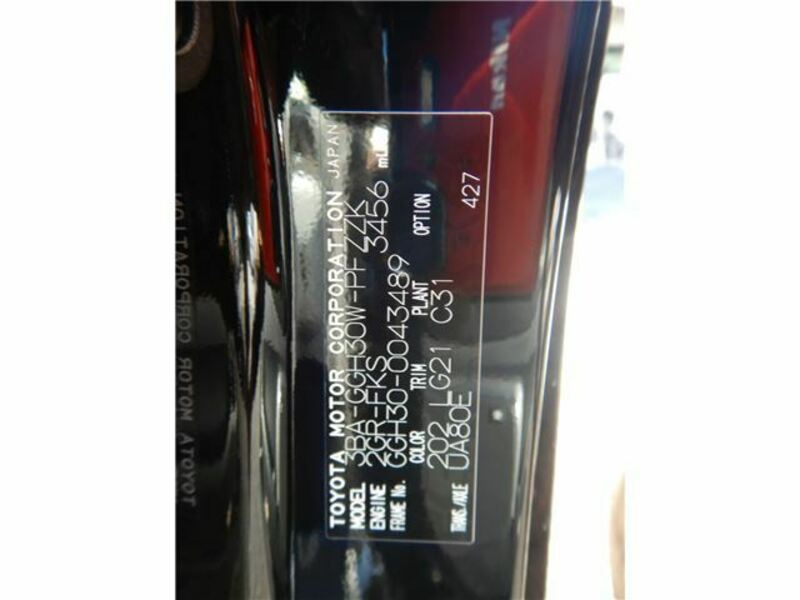 TOYOTA MOTOR CORPORATION JAPAN
MODEL 3BA-GGH30W-PFZZK
ENGINE 2GR-FKS 3456 mL
FRAME No. GGH30-0043489
COLOR TRIM PLANT OPTION
202 LG21 C31
TRANS/AXLE UA80E 427